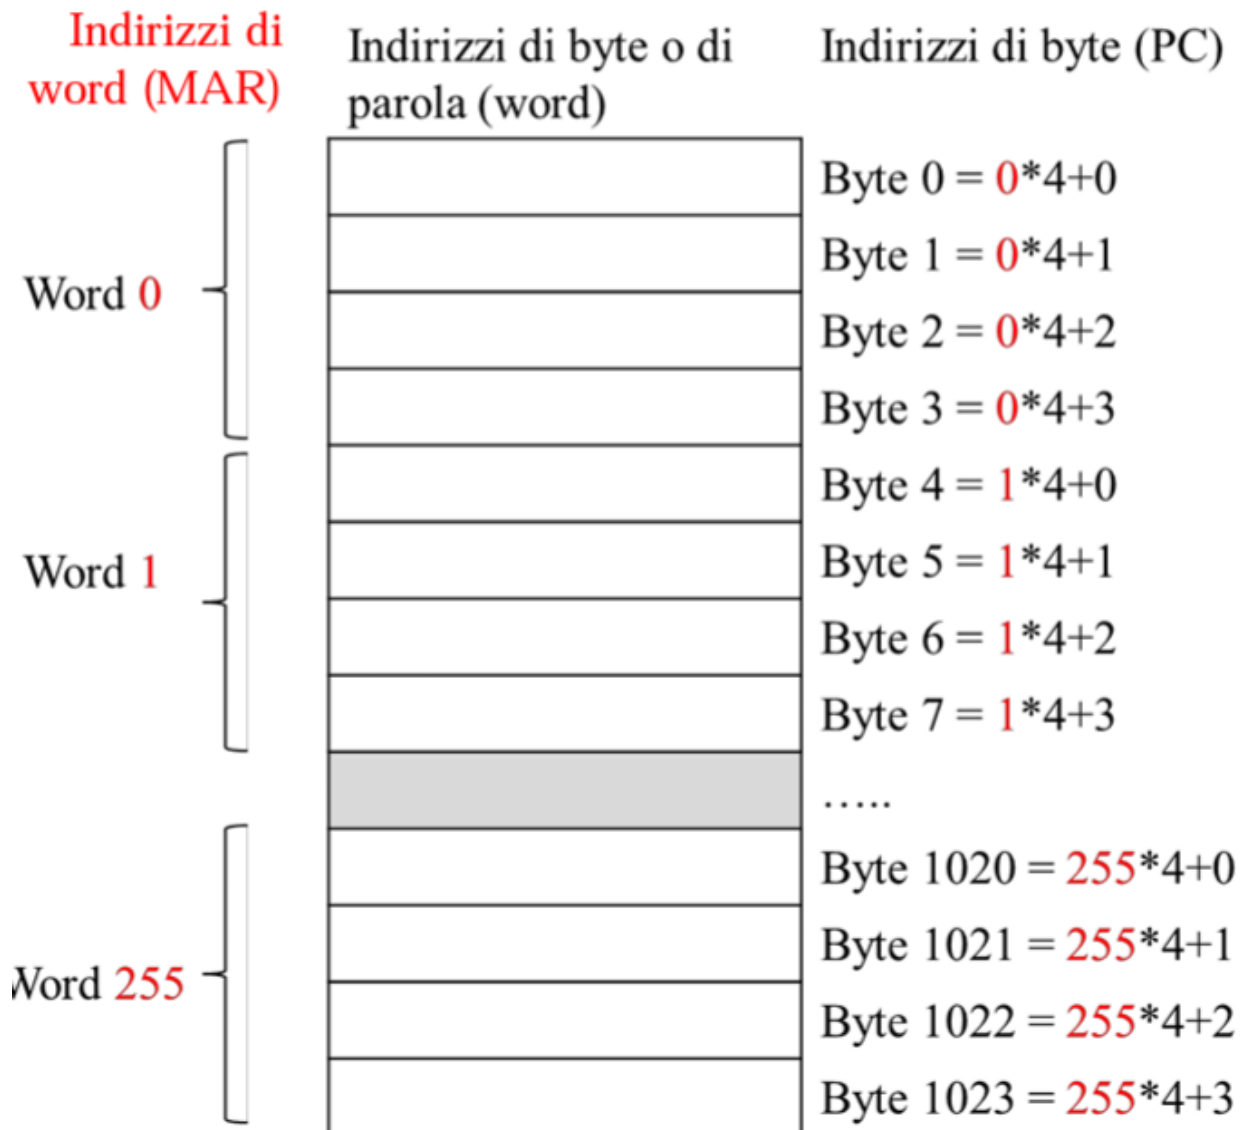 Indirizzi di
word (MAR)
Indirizzi di byte o di
parola (word)
Indirizzi di byte (PC)
Word 0
Word 1
Word 255
Byte 0 = 0*4+0
Byte 1 = 0*4+1
Byte 2 = 0*4+2
Byte 3 = 0*4+3
Byte 4 = 1*4+0
Byte 5 = 1*4+1
Byte 6 = 1*4+2
Byte 7 = 1*4+3
…..
Byte 1020 = 255*4+0
Byte 1021 = 255*4+1
Byte 1022 = 255*4+2
Byte 1023 = 255*4+3